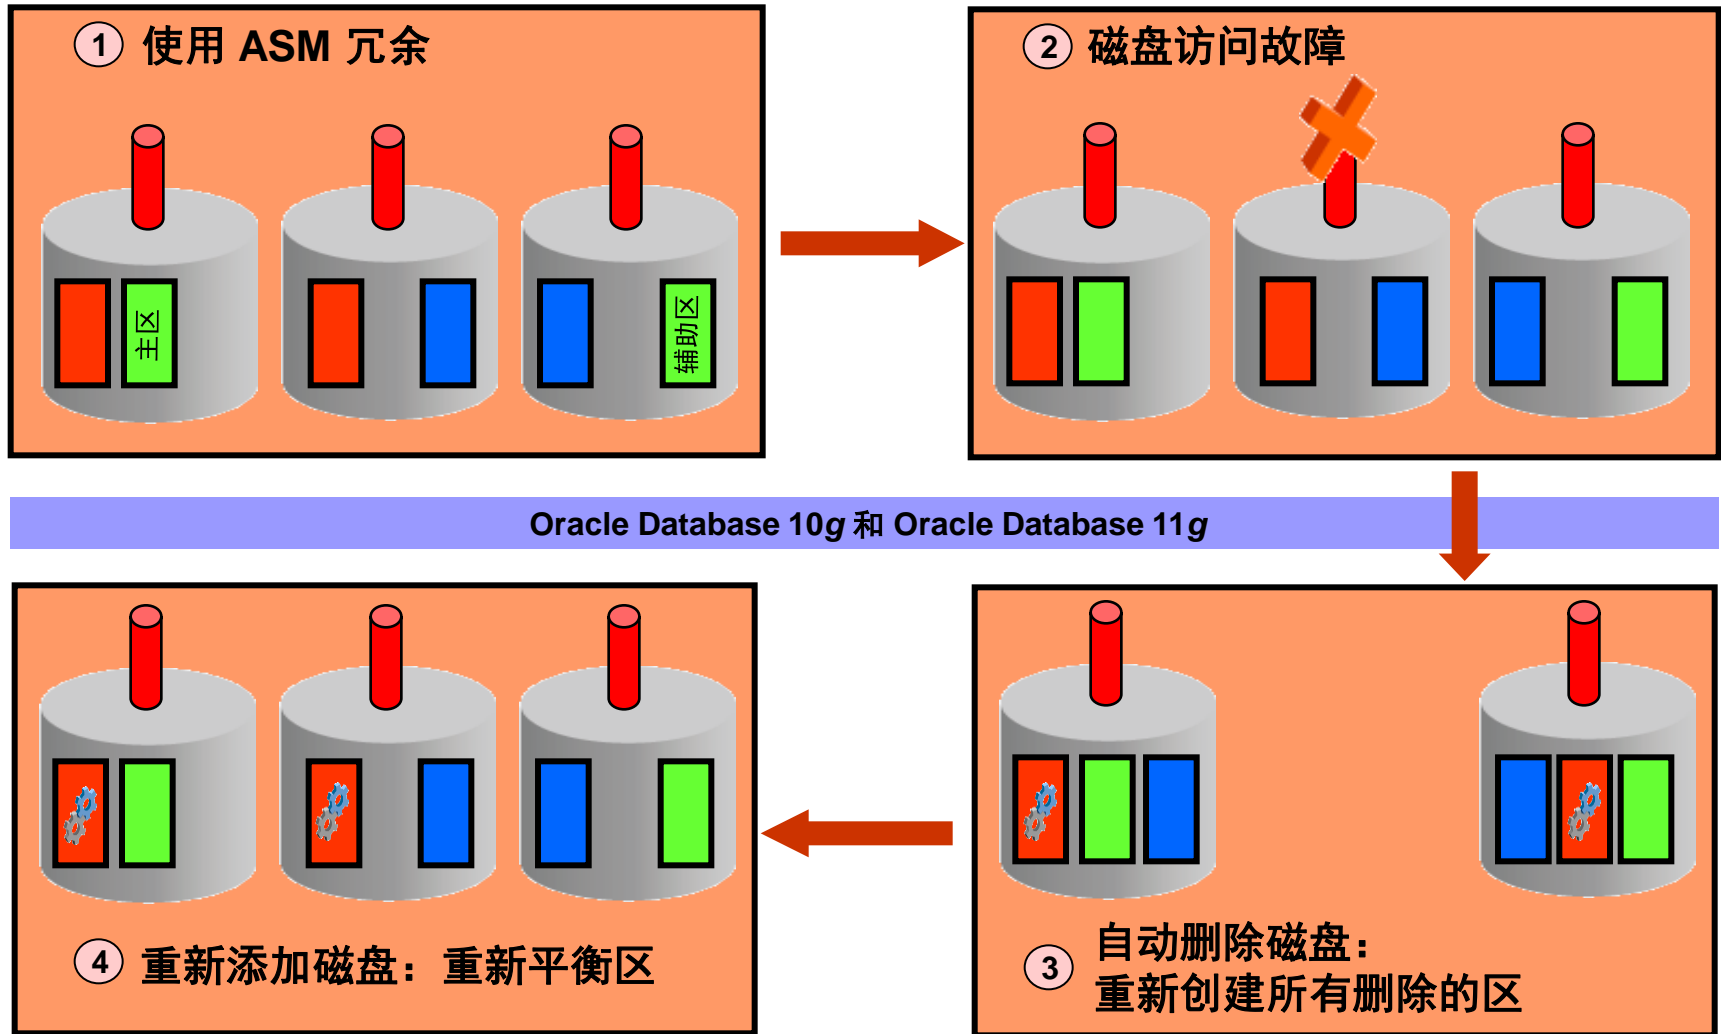 1 使用 ASM 冗余
主区
辅助区
2 磁盘访问故障
Oracle Database 10g 和 Oracle Database 11g
4 重新添加磁盘：重新平衡区
3 自动删除磁盘：
重新创建所有删除的区